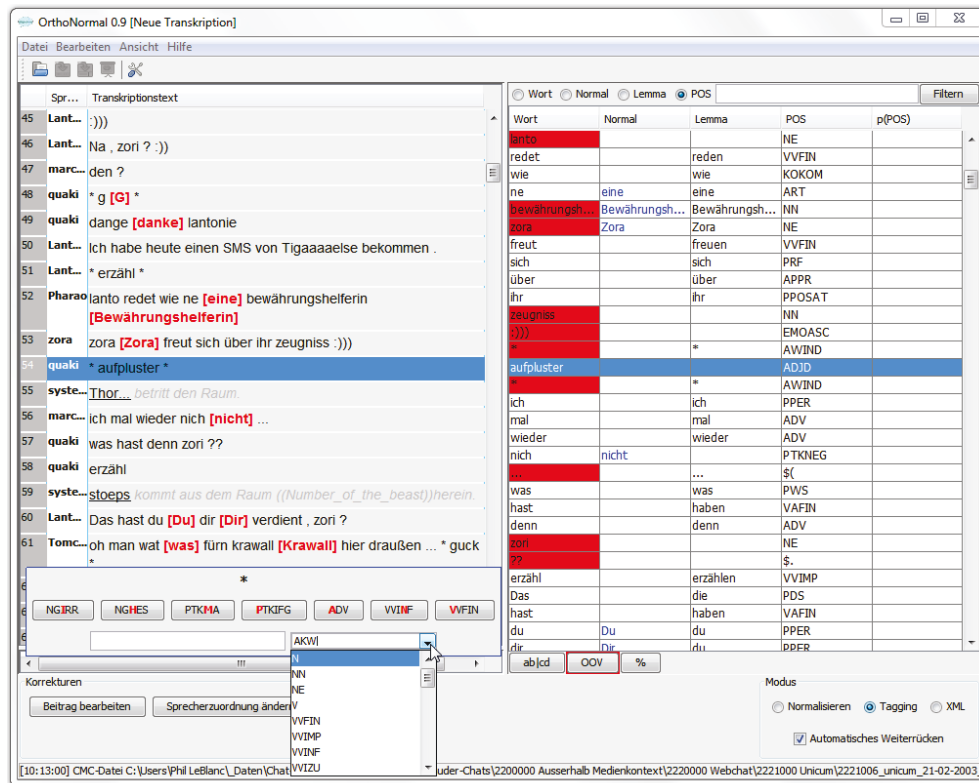 OrthoNormal 0.9 [Neue Transkription]
Datei Bearbeiten Ansicht Hilfe
Spr... Transkriptionstext
45 Lant... :)))
46 Lant... Na , zori ? :))
47 marc... den ?
48 quaki * g [G] *
49 quaki dange [danke] lantonie
50 Lant... Ich habe heute einen SMS von Tigaaaaelse bekommen .
51 Lant... * erzähl *
52 Pharao lanto redet wie ne [eine] bewährungshelferin
[Bewährungshelferin]
53 zora zora [Zora] freut sich über ihr zeugniss :)))
54 quaki * aufpluster *
55 syste... Thor... betritt den Raum.
56 marc... ich mal wieder nich [nicht] ...
57 quaki was hast denn zori ??
58 quaki erzähl
59 syste... stoeps kommt aus dem Raum ((Number_of_the_beast))herein.
60 Lant... Das hast du [Du] dir [Dir] verdient , zori ?
61 Tomc... oh man wat [was] fürn krawall [Krawall] hier draußen ... * guck
*
*
NGIRR NGHES PTKMA PTKIFG ADV VVINF VVFIN
AKW
N
NN
NE
V
VVFIN
VVIMP
VVINF
VVIZU
Korrekturen
Beitrag bearbeiten Sprecherzuordnung änder
Wort Normal Lemma POS Filtern
Wort Normal Lemma POS p(POS)
lanto NE
redet reden VVFIN
wie wie KOKOM
ne eine eine ART
bewährungsh... Bewährungsh... Bewährungsh... NN
zora Zora Zora NE
freut freuen VVFIN
sich sich PRF
über über APPR
ihr ihr PPOSAT
zeugniss NN
:))) EMOASC
* * AWIND
aufpluster ADJD
* * AWIND
ich ich PPER
mal mal ADV
wieder wieder ADV
nich nicht PTKNEG
... ... $(
was was PWS
hast haben VAFIN
denn denn ADV
zori NE
?? $.
erzähl erzählen VVIMP
Das die PDS
hast haben VAFIN
du Du du PPER
dir Dir du PPER
ab|cd OOV %
Modus
Normalisieren Tagging XML
Automatisches Weiterrücken
[10:13:00] CMC-Datei C:\Users\Phil LeBlanc\_Daten\Chat uder-Chats\2200000 Ausserhalb Medienkontext\2220000 Webchat\2221000 Unicum\2221006_unicum_21-02-2003